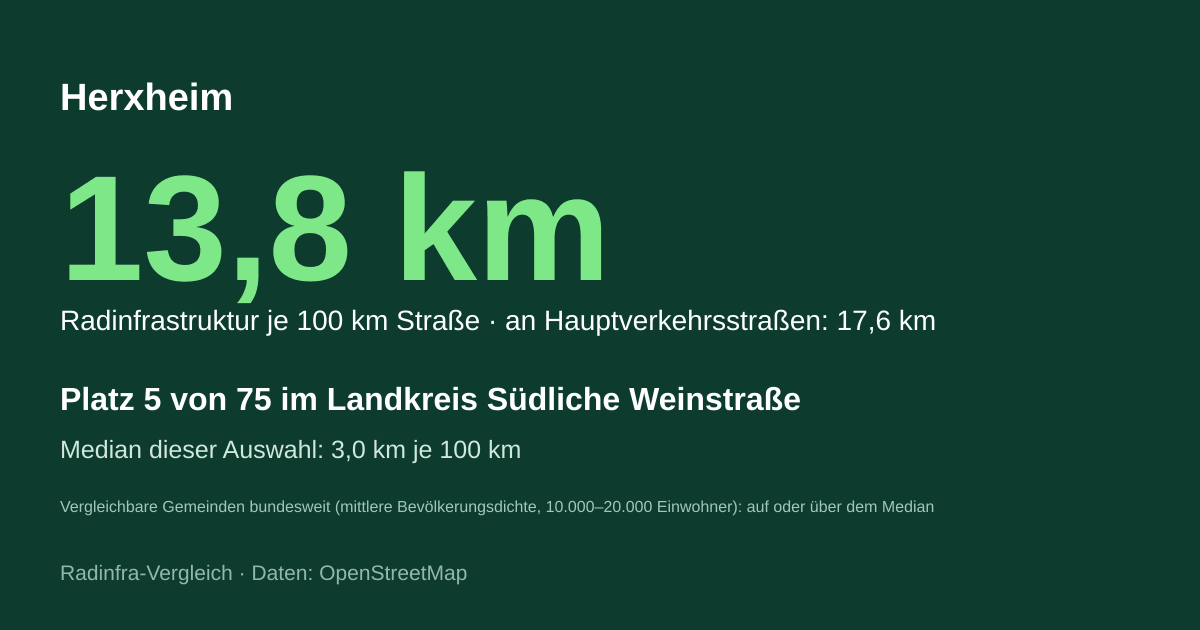 Herxheim
13,8 km
Radinfrastruktur je 100 km Straße · an Hauptverkehrsstraßen: 17,6 km
Platz 5 von 75 im Landkreis Südliche Weinstraße
Median dieser Auswahl: 3,0 km je 100 km
Vergleichbare Gemeinden bundesweit (mittlere Bevölkerungsdichte, 10.000–20.000 Einwohner): auf oder über dem Median
Radinfra-Vergleich · Daten: OpenStreetMap